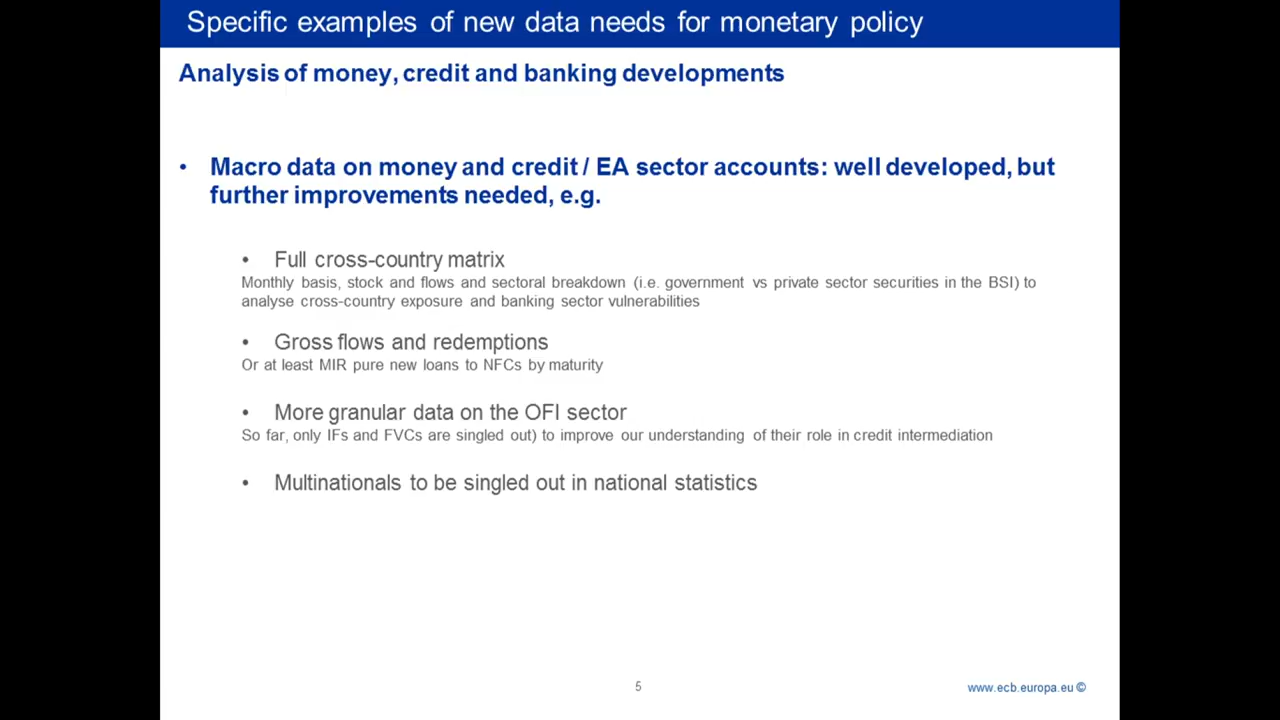 Specific examples of new data needs for monetary policy
Analysis of money, credit and banking developments
• Macro data on money and credit / EA sector accounts: well developed, but
further improvements needed, e.g.
• Full cross-country matrix
Monthly basis, stock and flows and sectoral breakdown (i.e. government vs private sector securities in the BSI) to
analyse cross-country exposure and banking sector vulnerabilities
• Gross flows and redemptions
Or at least MIR pure new loans to NFCs by maturity
• More granular data on the OFI sector
So far, only IFs and FVCs are singled out) to improve our understanding of their role in credit intermediation
• Multinationals to be singled out in national statistics
5
www.ecb.europa.eu ©